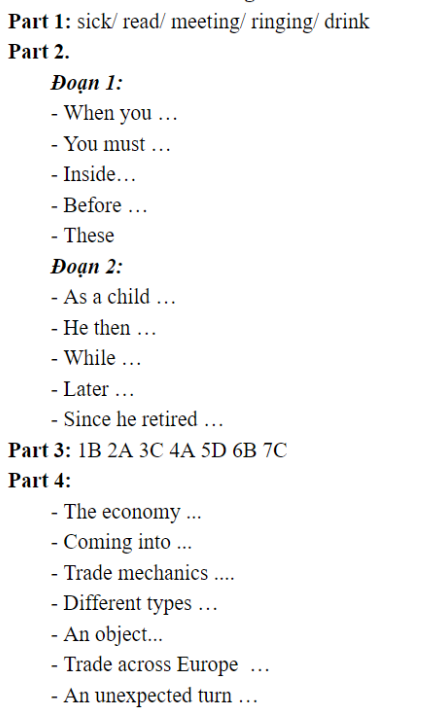 Part 1: sick/ read/ meeting/ ringing/ drink
Part 2.
Đoạn 1:
- When you …
- You must …
- Inside…
- Before …
- These
Đoạn 2:
- As a child …
- He then …
- While …
- Later …
- Since he retired …
Part 3: 1B 2A 3C 4A 5D 6B 7C
Part 4:
- The economy ...
- Coming into ...
- Trade mechanics ....
- Different types …
- An object...
- Trade across Europe …
- An unexpected turn …